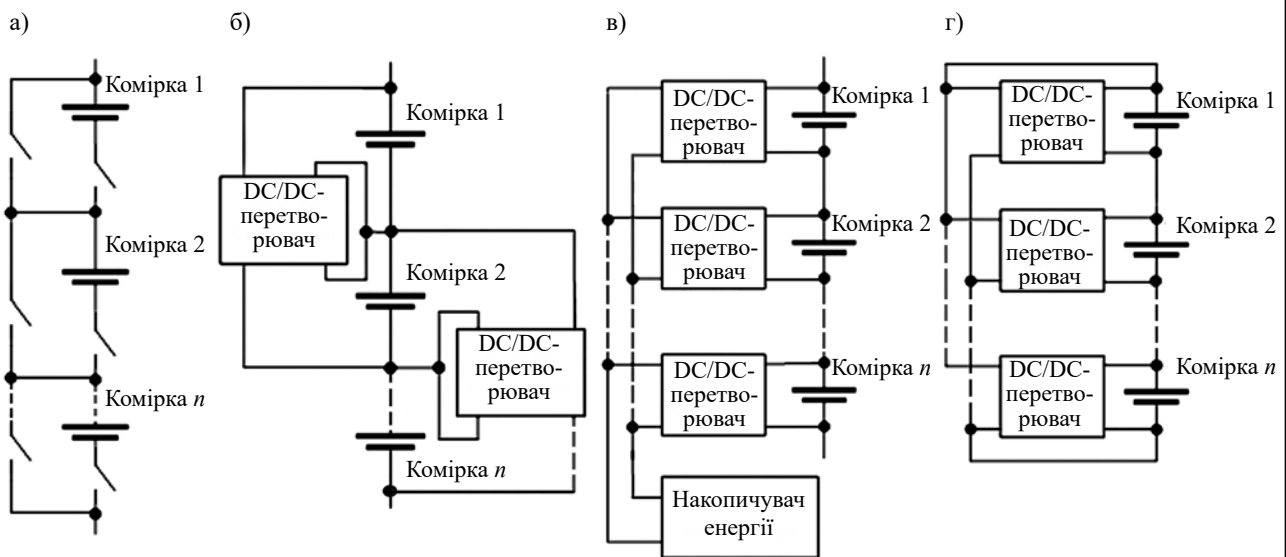 а)
Комірка 1
Комірка 2
Комірка n
б)
Комірка 1
DC/DC-
перетво-
рювач
Комірка 2
DC/DC-
перетво-
рювач
Комірка n
в)
DC/DC-
перетво-
рювач
Комірка 1
DC/DC-
перетво-
рювач
Комірка 2
DC/DC-
перетво-
рювач
Комірка n
Накопичувач
енергії
г)
DC/DC-
перетво-
рювач
Комірка 1
DC/DC-
перетво-
рювач
Комірка 2
DC/DC-
перетво-
рювач
Комірка n